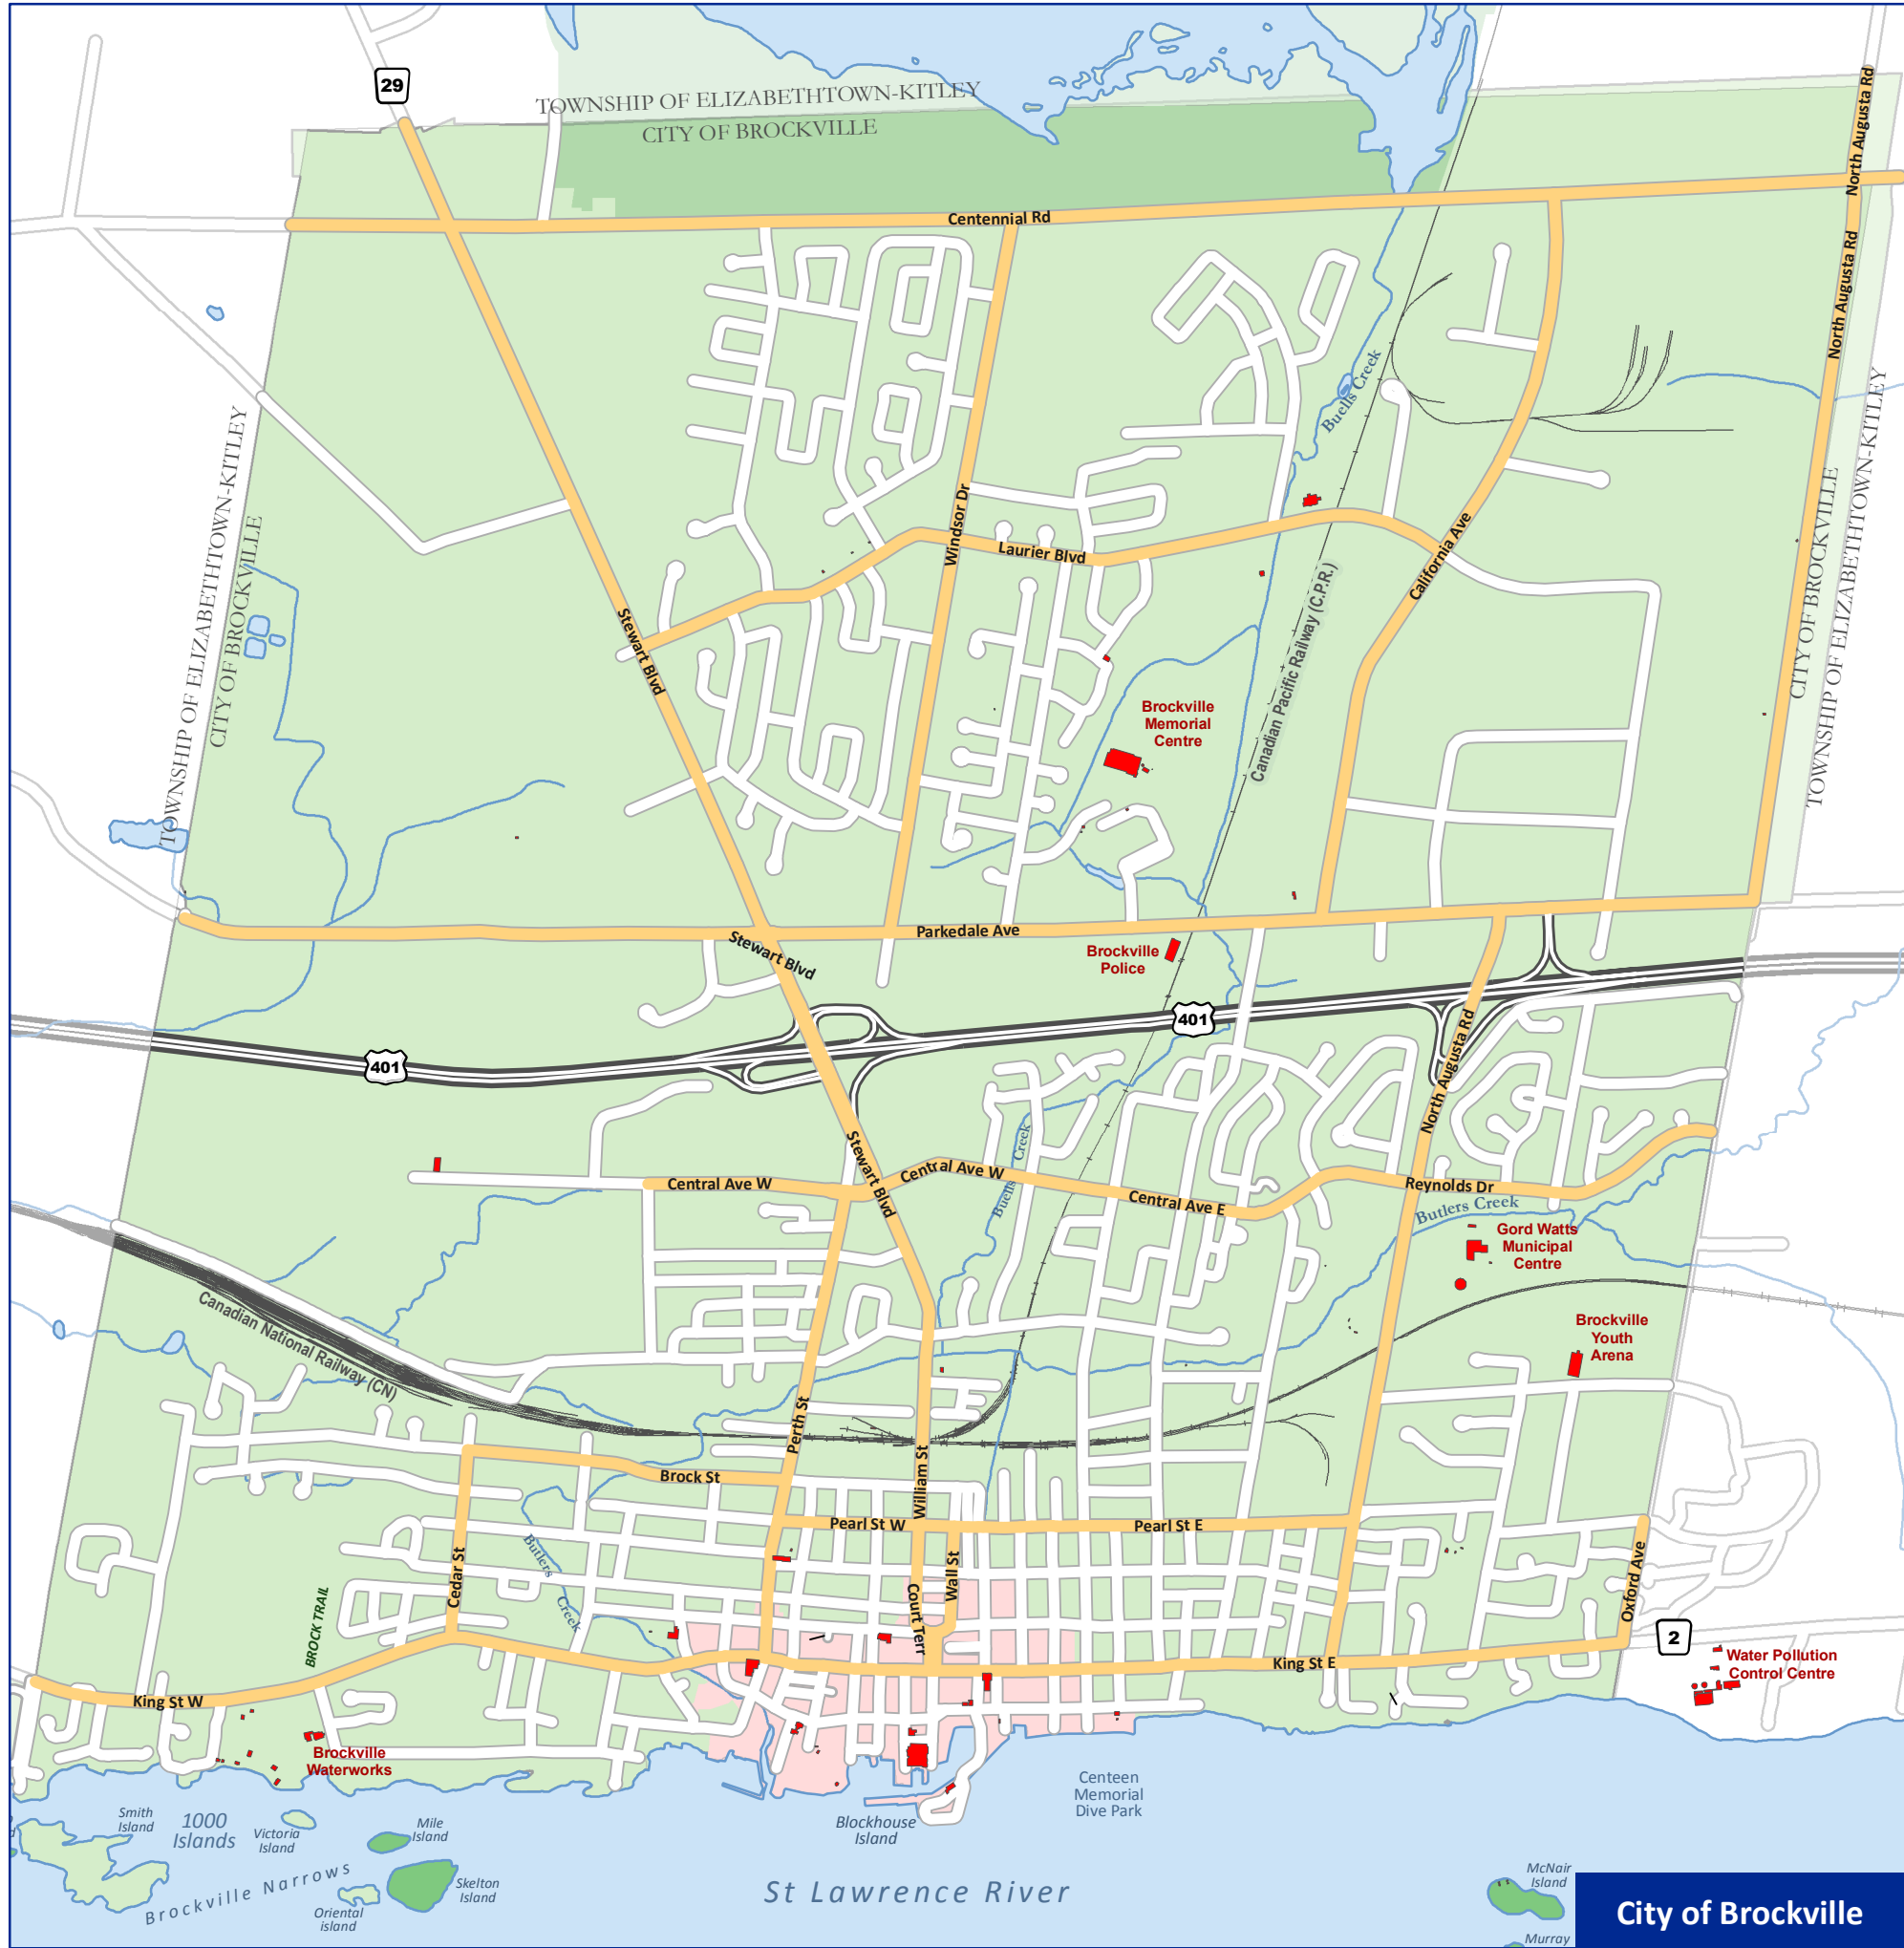 29
TOWNSHIP OF ELIZABETHTOWN-KITLEY
CITY OF BROCKVILLE
North Augusta Rd
Centennial Rd
North Augusta Rd
Buells Creek
TOWNSHIP OF ELIZABETHTOWN-KITLEY
CITY OF BROCKVILLE
Windsor Dr
Laurier Blvd
California Ave
CITY OF BROCKVILLE
TOWNSHIP OF ELIZABETHTOWN-KITLEY
Stewart Blvd
Canadian Pacific Railway (C.P.R.)
Brockville
Memorial
Centre
Parkedale Ave
Stewart Blvd
Brockville
Police
401
401
North Augusta Rd
Stewart Blvd
Buells Creek
Central Ave W
Central Ave W
Central Ave E
Reynolds Dr
Butlers Creek
Gord Watts
Municipal
Centre
Canadian National Railway (CN)
Brockville
Youth
Arena
Perth St
William St
Brock St
Pearl St W
Pearl St E
Butlers
Creek
Cedar St
Wall St
Court Terr
Oxford Ave
BROCK TRAIL
2
King St E
Water Pollution
Control Centre
King St W
Brockville
Waterworks
Centeen
Memorial
Dive Park
Smith
Island
1000
Islands
Victoria
Island
Mile
Island
Blockhouse
Island
Brockville Narrows
Skelton
Island
Oriental
island
St Lawrence River
McNair
Island
City of Brockville
Murray